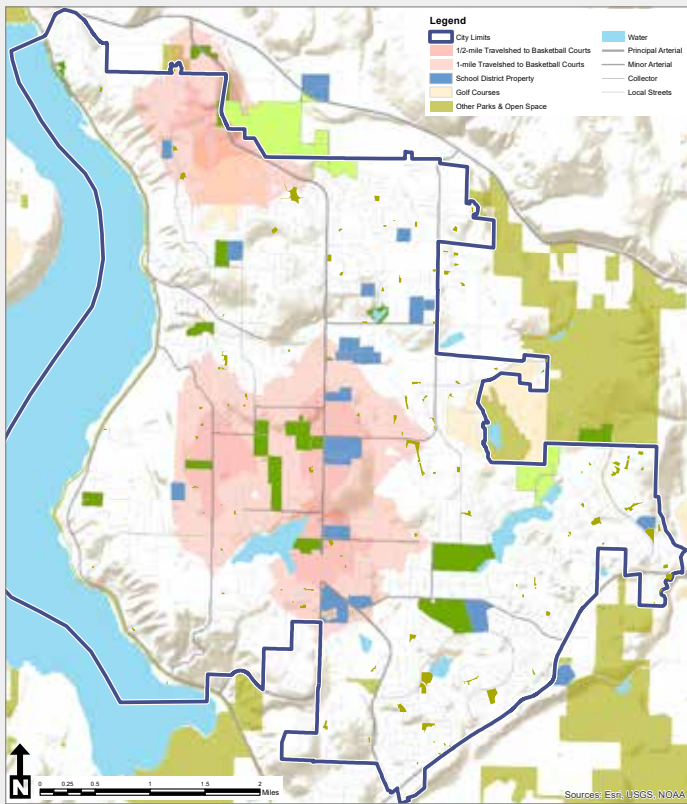 Legend
City Limits
1/2-mile Travelshed to Basketball Courts
1-mile Travelshed to Basketball Courts
School District Property
Golf Courses
Other Parks & Open Space
Water
Principal Arterial
Minor Arterial
Collector
Local Streets
N
0 0.25 0.5 1 1.5 2
Miles
Sources: Esri, USGS, NOAA